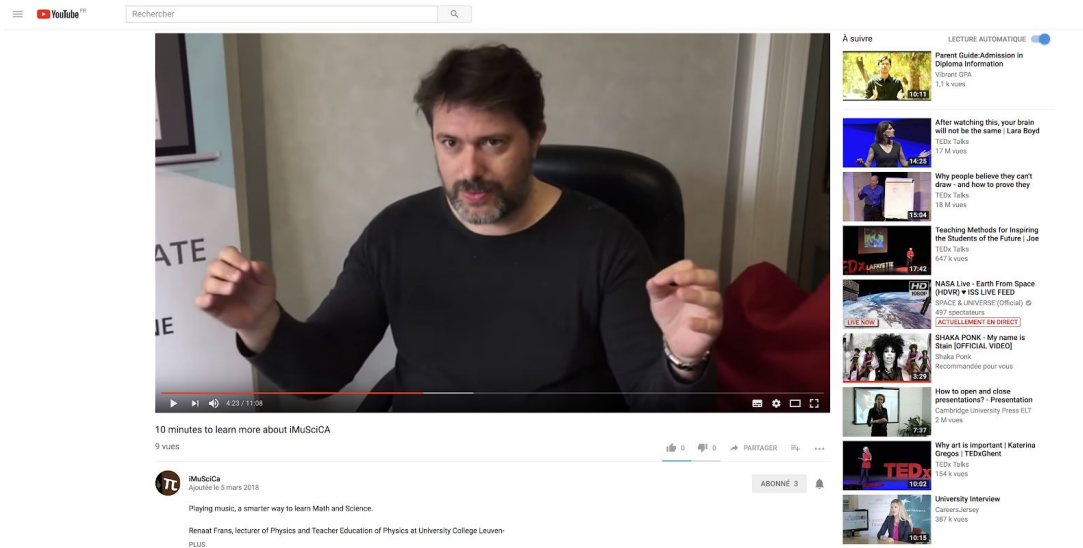 YouTube FR
Rechercher
ATE
NE
4:23 / 11:08
10 minutes to learn more about iMuSciCA
9 vues
0
0
PARTAGER
iMuSciCa
Ajoutée le 5 mars 2018
ABONNÉ 3
Playing music, a smarter way to learn Math and Science.
Renaat Frans, lecturer of Physics and Teacher Education of Physics at University College Leuven-
PLUS
À suivre
LECTURE AUTOMATIQUE
10:11
Parent Guide:Admission in
Diploma Information
Vibrant GPA
1,1 k vues
14:25
After watching this, your brain
will not be the same | Lara Boyd
TEDx Talks
17 M vues
15:04
Why people believe they can't
draw - and how to prove they
TEDx Talks
18 M vues
TEDx LAFAYETTE
17:42
Teaching Methods for Inspiring
the Students of the Future | Joe
TEDx Talks
647 k vues
HD
1080P
LIVE NOW
NASA Live - Earth From Space
(HDVR) ♥ ISS LIVE FEED
SPACE & UNIVERSE (Official)
497 spectateurs
ACTUELLEMENT EN DIRECT
3:29
SHAKA PONK - My name is
Stain [OFFICIAL VIDEO]
Shaka Ponk
Recommandée pour vous
7:37
How to open and close
presentations? - Presentation
Cambridge University Press ELT
2 M vues
TEDx
10:02
Why art is important | Katerina
Gregos | TEDxGhent
TEDx Talks
154 k vues
10:15
University Interview
CareersJersey
387 k vues